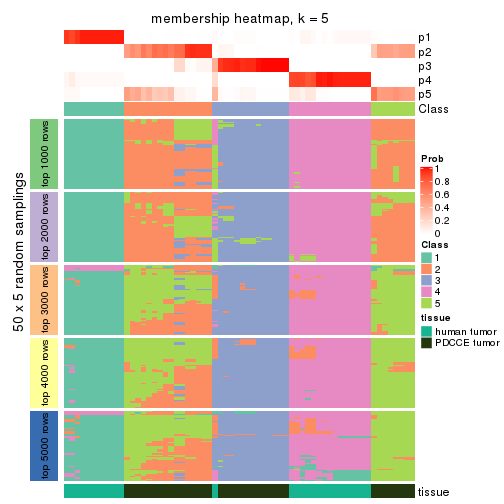 membership heatmap, k = 5
p1
p2
p3
p4
p5
Class
50 x 5 random samplings
top 1000 rows
top 2000 rows
top 3000 rows
top 4000 rows
top 5000 rows
tissue
Prob
1
0.8
0.6
0.4
0.2
0
Class
1
2
3
4
5
tissue
human tumor
PDCCE tumor